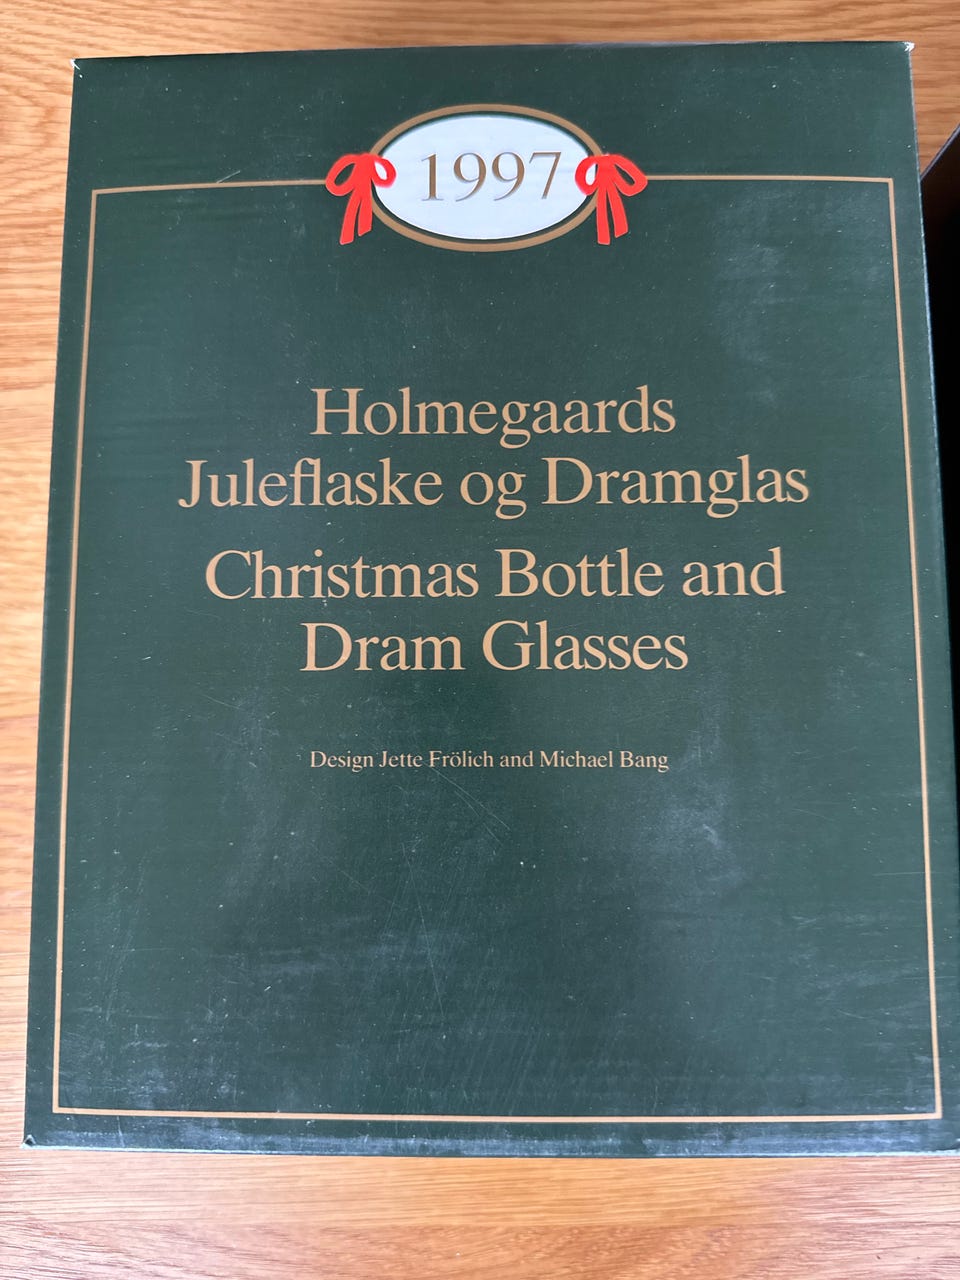 1997
Holmegaards
Juleflaske og Dramglas
Christmas Bottle and
Dram Glasses
Design Jette Frölich and Michael Bang